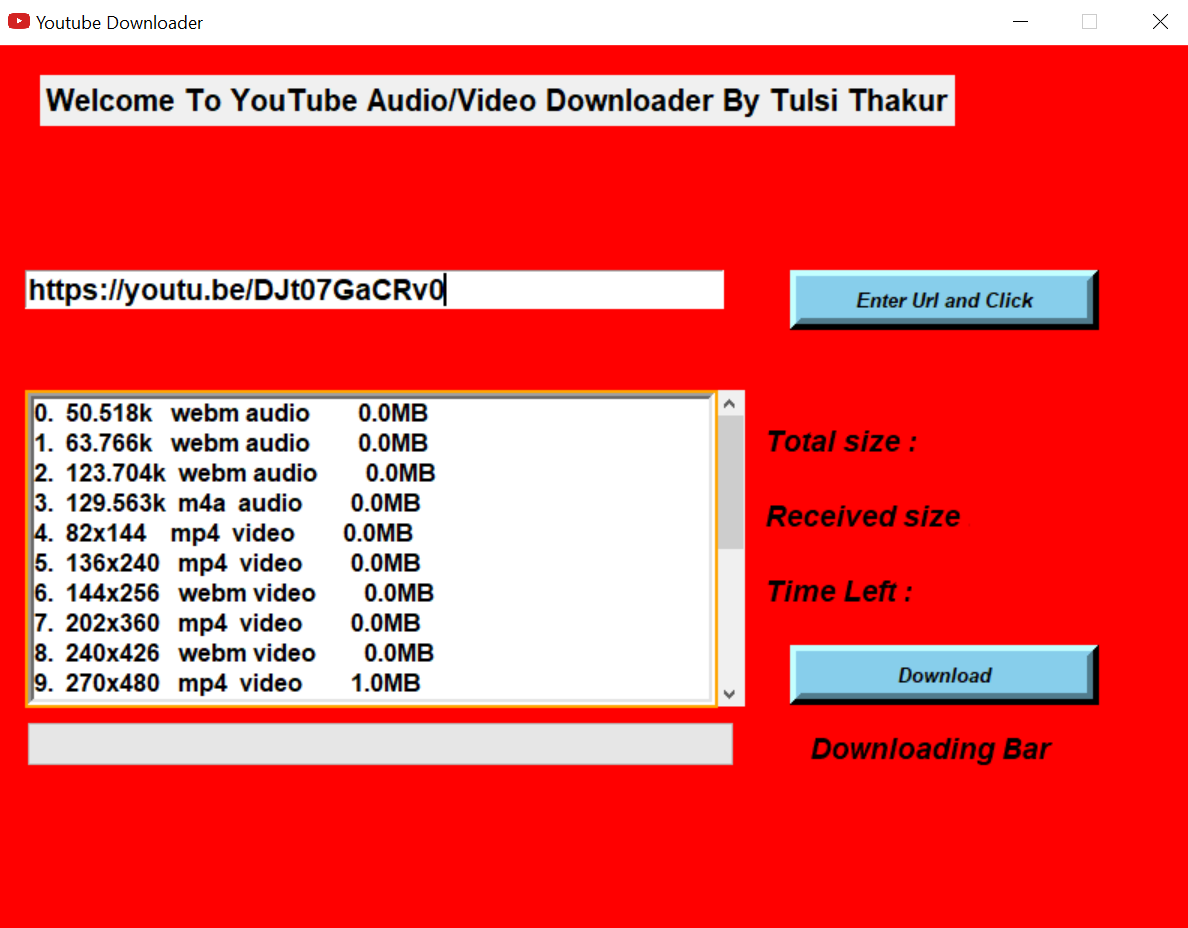 Youtube Downloader
Welcome To YouTube Audio/Video Downloader By Tulsi Thakur
https://youtu.be/DJt07GaCRv0
Enter Url and Click
0. 50.518k webm audio 0.0MB
1. 63.766k webm audio 0.0MB
2. 123.704k webm audio 0.0MB
3. 129.563k m4a audio 0.0MB
4. 82x144 mp4 video 0.0MB
5. 136x240 mp4 video 0.0MB
6. 144x256 webm video 0.0MB
7. 202x360 mp4 video 0.0MB
8. 240x426 webm video 0.0MB
9. 270x480 mp4 video 1.0MB
Total size :
Received size
Time Left :
Download
Downloading Bar